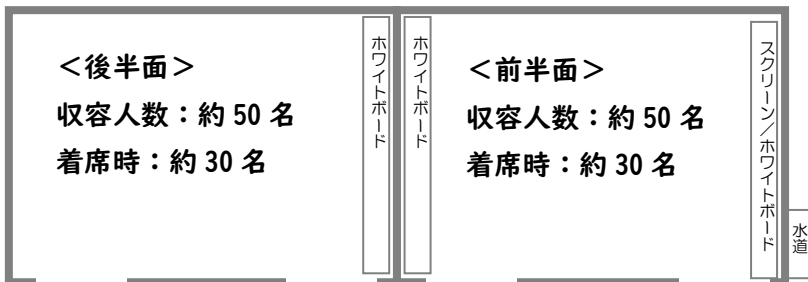 ＜後半面＞
収容人数：約 50 名
着席時：約 30 名
ホワイトボード
ホワイトボード
＜前半面＞
収容人数：約 50 名
着席時：約 30 名
スクリーン／ホワイトボード
水道